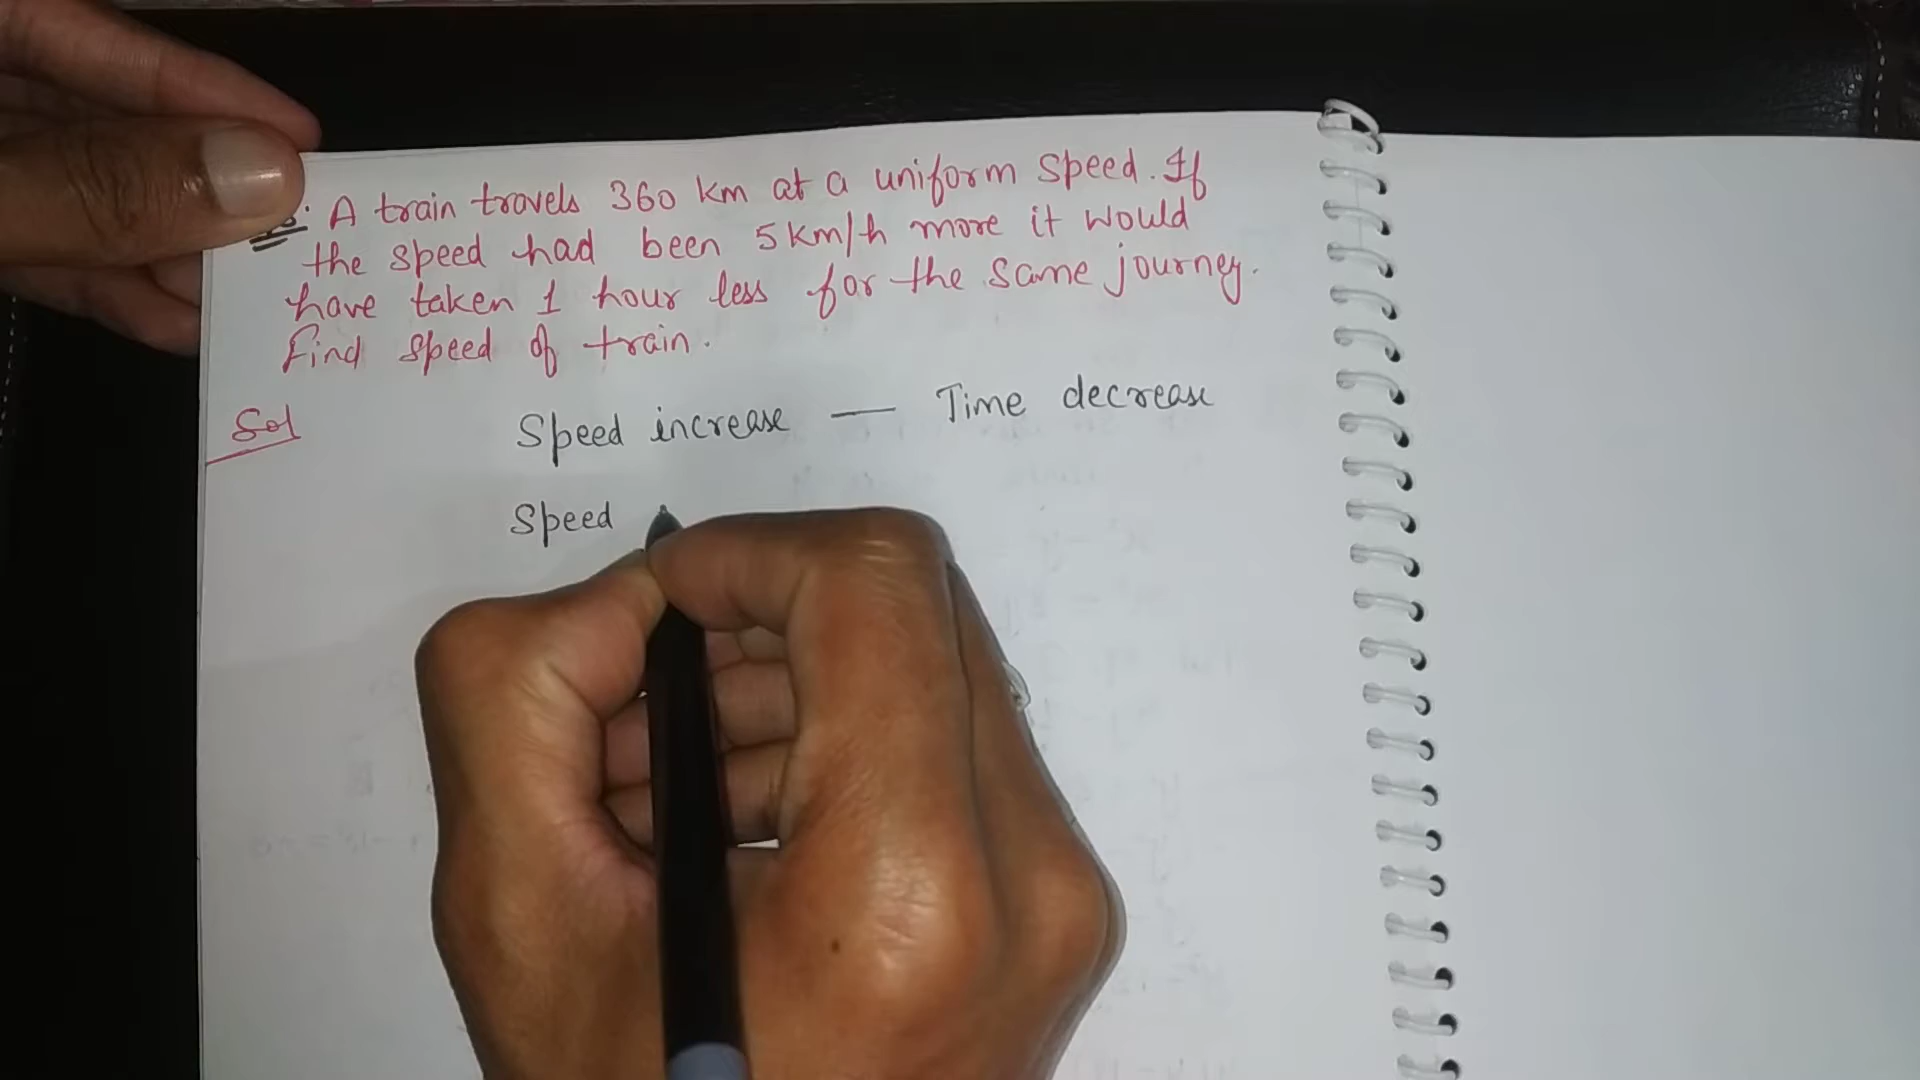 : A train travels 360 km at a uniform speed. If
the speed had been 5km/h more it would
have taken 1 hour less for the same journey.
Find speed of train.
Sol
Speed increase — Time decrease
Speed